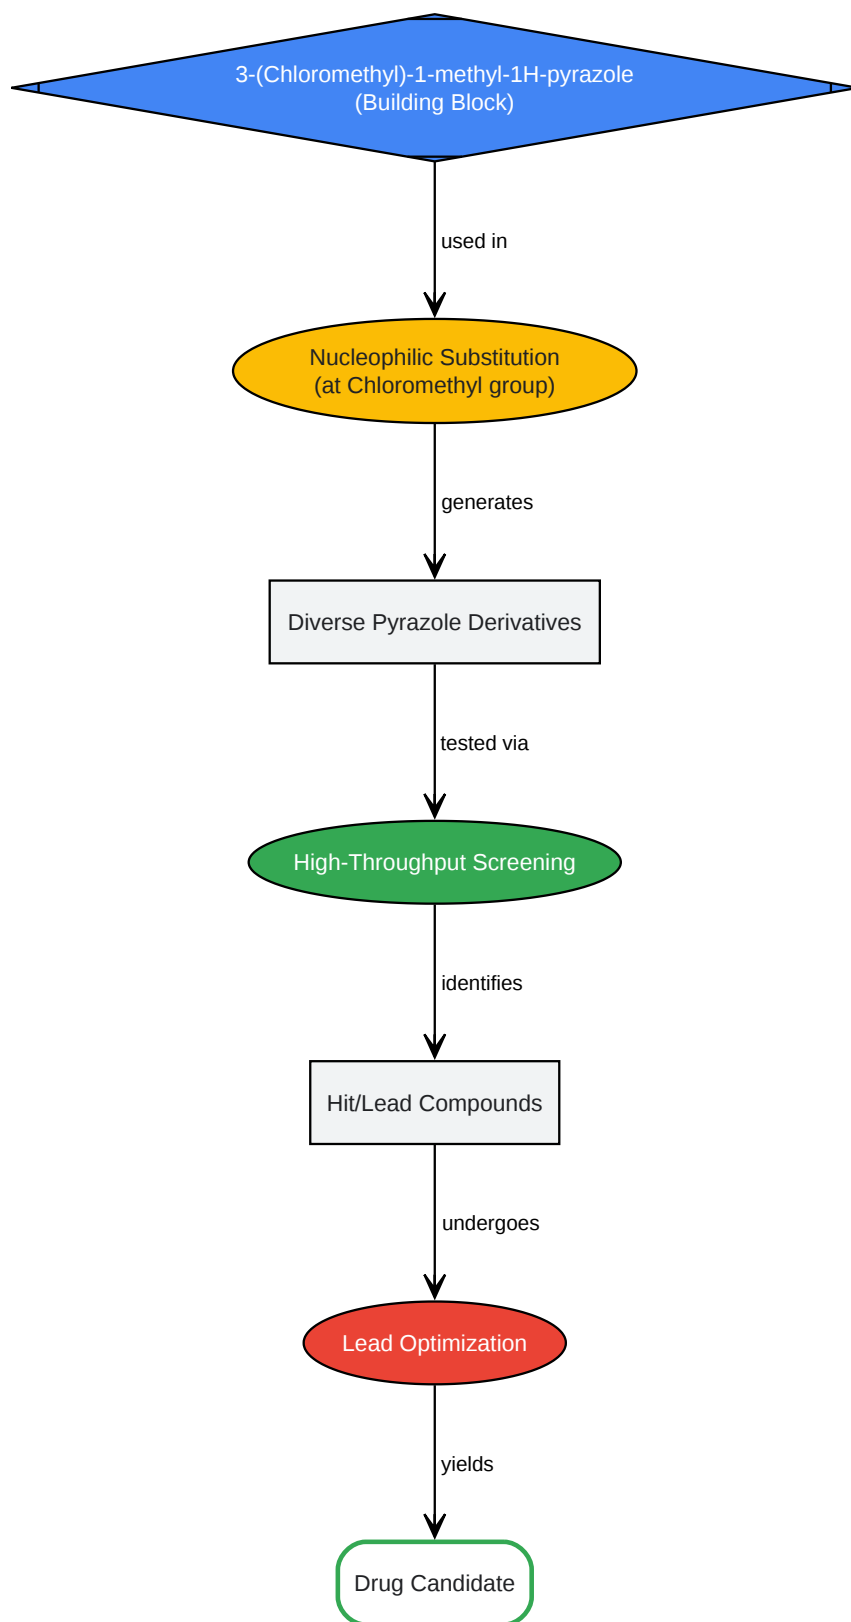 3-(Chloromethyl)-1-methyl-1H-pyrazole
(Building Block)
used in
Nucleophilic Substitution
(at Chloromethyl group)
generates
Diverse Pyrazole Derivatives
tested via
High-Throughput Screening
identifies
Hit/Lead Compounds
undergoes
Lead Optimization
yields
Drug Candidate